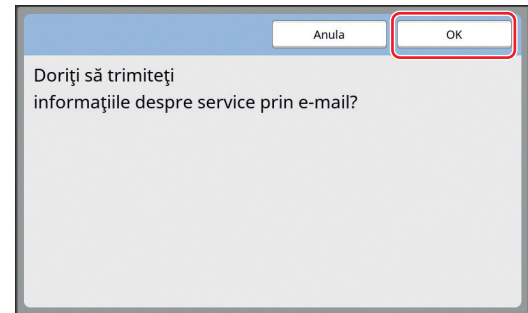 Anula
OK
Doriţi să trimiteţi
informaţiile despre service prin e-mail?